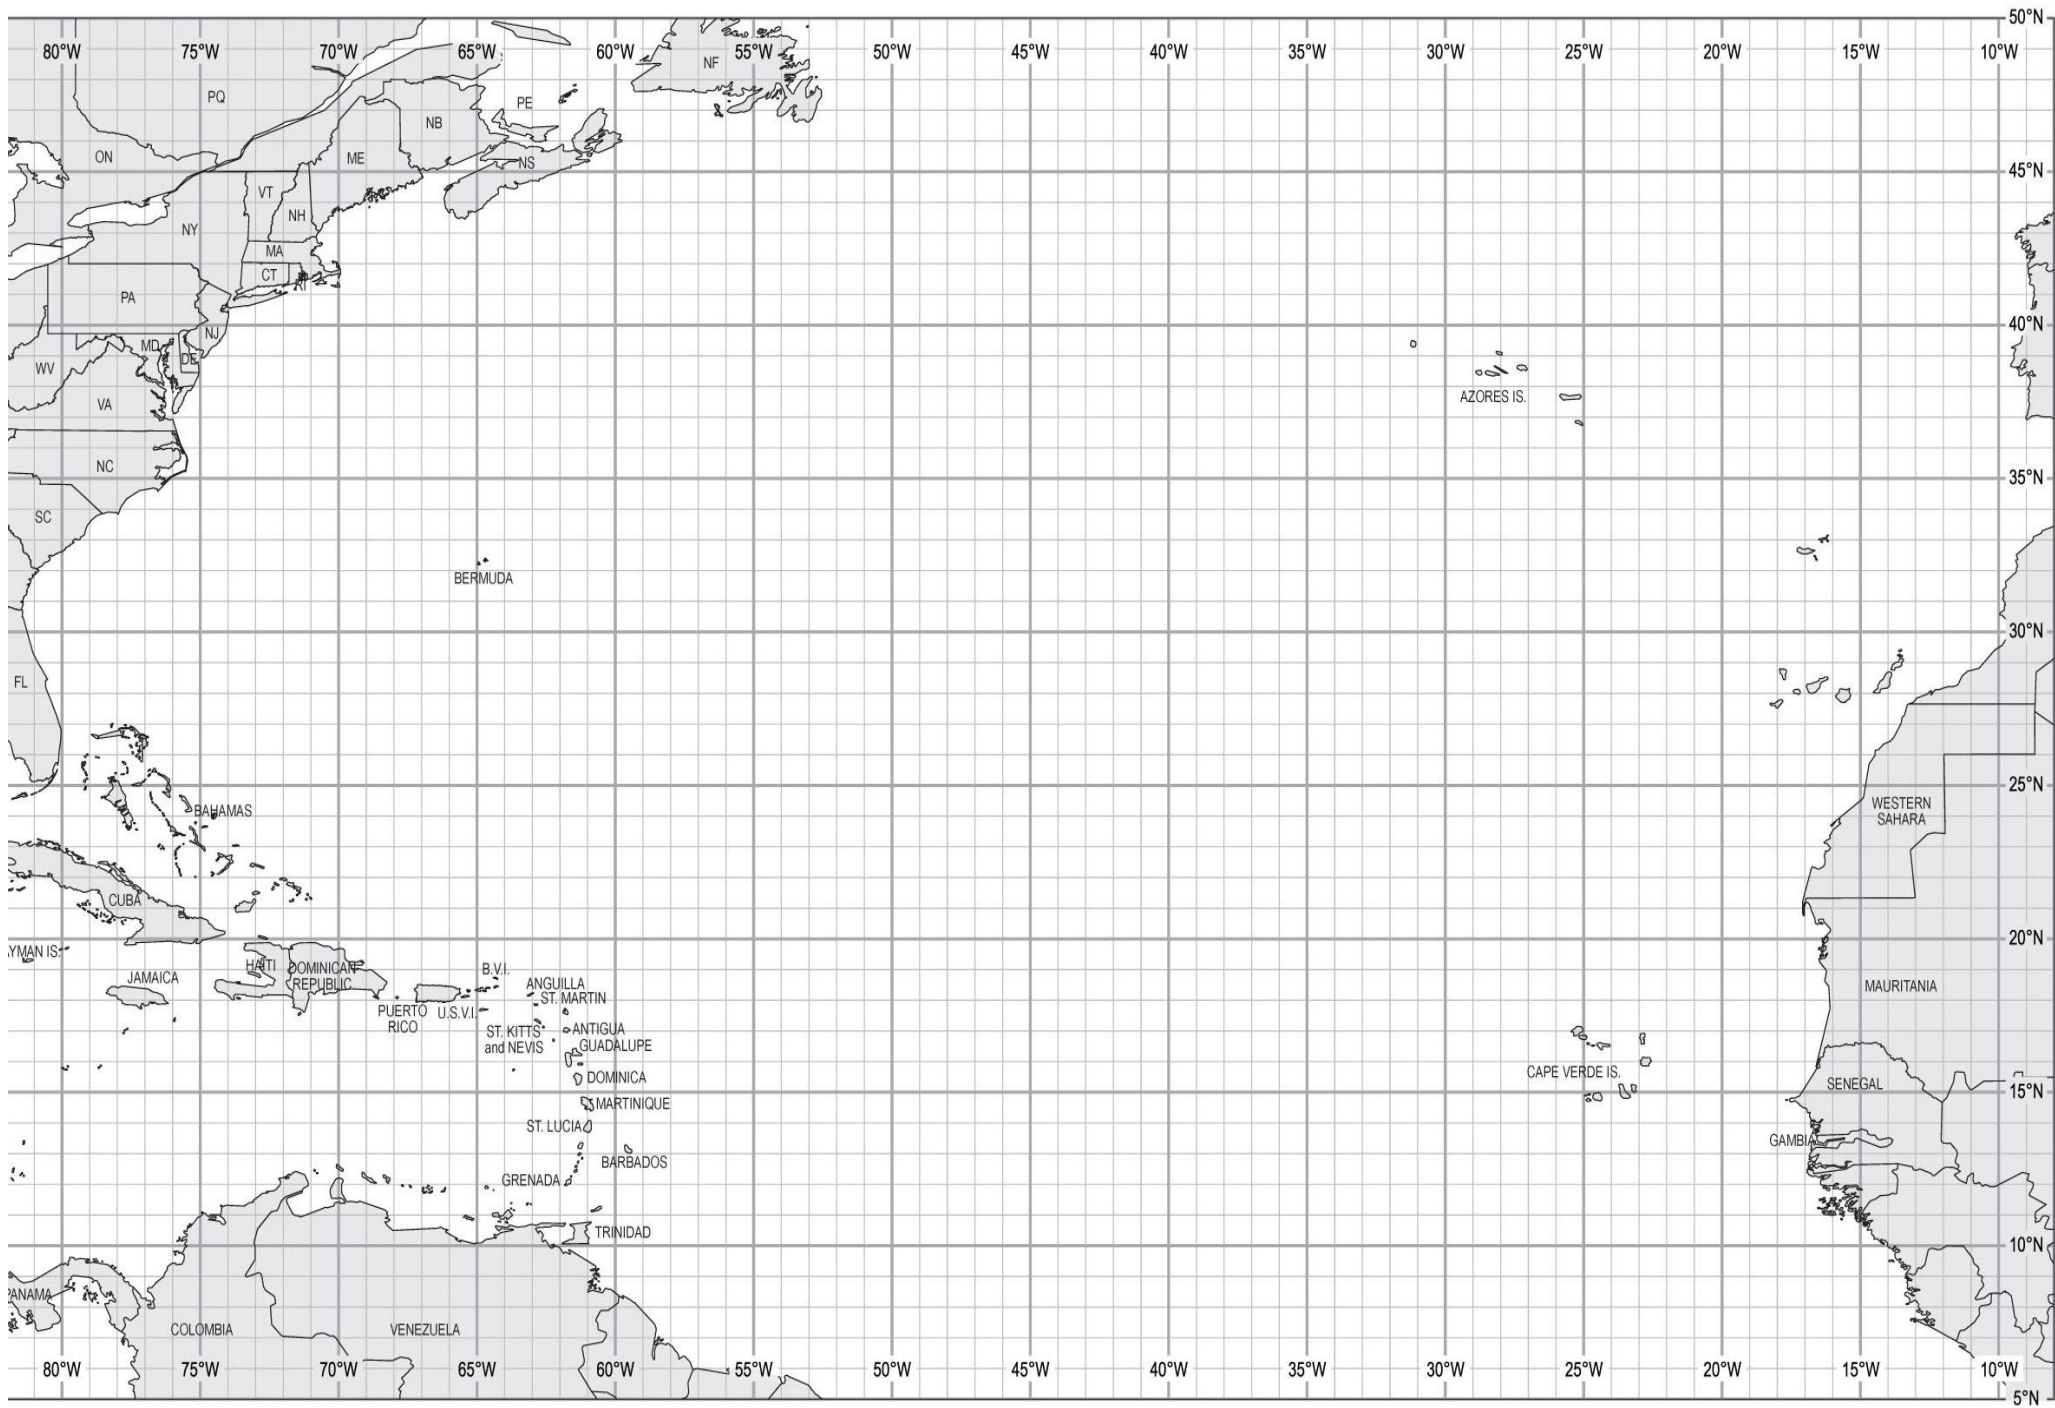 50°N
80°W 75°W 70°W 65°W 60°W 55°W 50°W 45°W 40°W 35°W 30°W 25°W 20°W 15°W 10°W
NF
PQ
PE
NB
ON
ME
NS
45°N
VT
NH
NY
MA
CT
RI
PA
40°N
NJ
MD
DE
WV
AZORES IS.
VA
NC
35°N
SC
BERMUDA
30°N
FL
25°N
BAHAMAS
WESTERN
SAHARA
CUBA
20°N
YMAN IS.
HAITI
DOMINICAN
REPUBLIC
JAMAICA
B.V.I.
ANGUILLA
ST. MARTIN
MAURITANIA
PUERTO
RICO
U.S.V.I.
ST. KITTS
and NEVIS
ANTIGUA
GUADALUPE
CAPE VERDE IS.
DOMINICA
SENEGAL
15°N
MARTINIQUE
ST. LUCIA
GAMBIA
BARBADOS
GRENADA
TRINIDAD
10°N
PANAMA
COLOMBIA
VENEZUELA
80°W 75°W 70°W 65°W 60°W 55°W 50°W 45°W 40°W 35°W 30°W 25°W 20°W 15°W 10°W
5°N